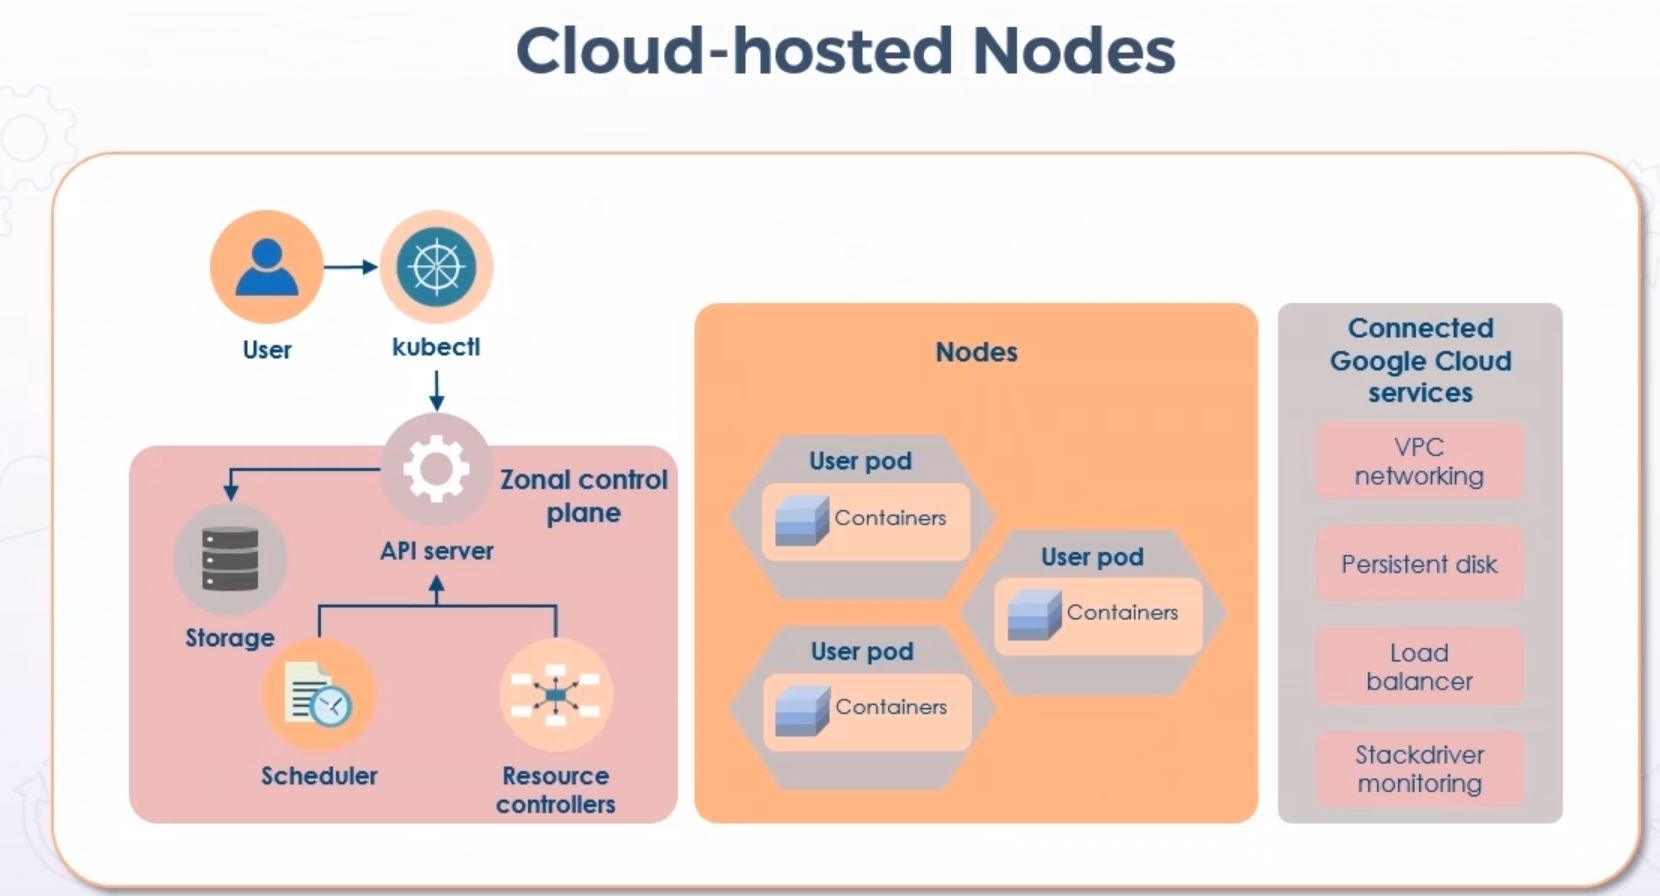 Cloud-hosted Nodes
User
kubectl
Zonal control
plane
API server
Storage
Scheduler
Resource
controllers
Nodes
User pod
Containers
User pod
Containers
User pod
Containers
Connected
Google Cloud
services
VPC
networking
Persistent disk
Load
balancer
Stackdriver
monitoring